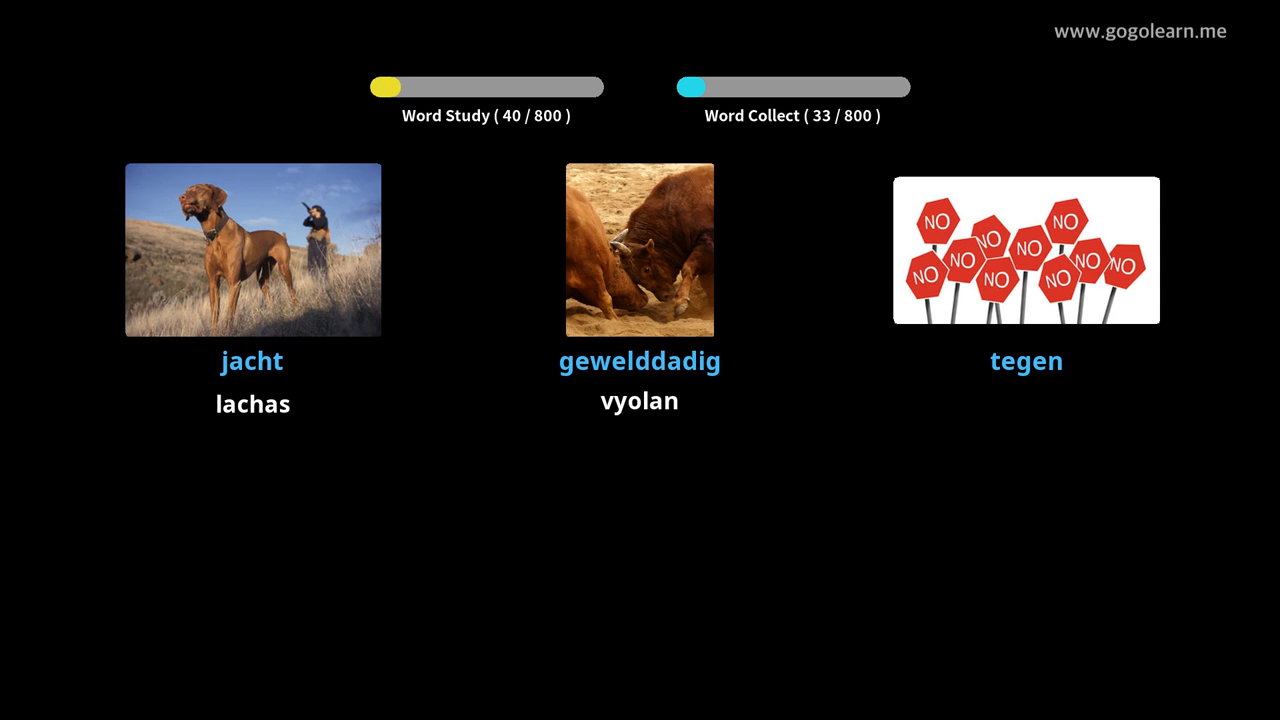 www.gogolearn.me
Word Study ( 40 / 800 )
Word Collect ( 33 / 800 )
NO
NO
NO
NO
NO
NO
NO
NO
NO
NO
jacht
gewelddadig
tegen
lachas
vyolan